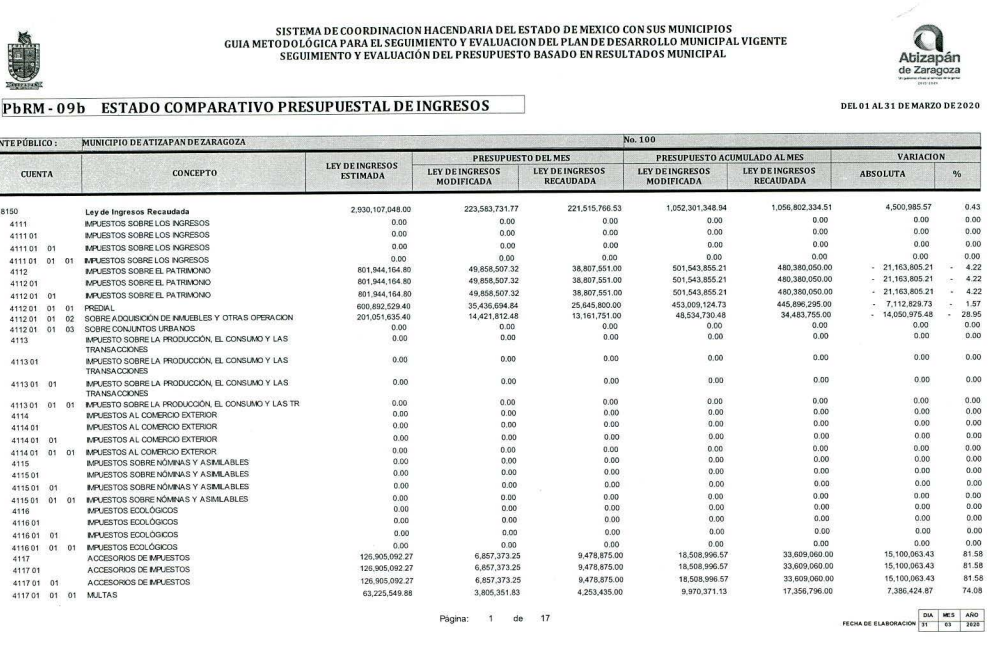 SISTEMA DE COORDINACION HACENDARIA DEL ESTADO DE MEXICO CON SUS MUNICIPIOS
GUIA METODOLÓGICA PARA EL SEGUIMIENTO Y EVALUACION DEL PLAN DE DESARROLLO MUNICIPAL VIGENTE
SEGUIMIENTO Y EVALUACIÓN DEL PRESUPUESTO BASADO EN RESULTADOS MUNICIPAL
Atizapán
de Zaragoza
PbRM - 09b ESTADO COMPARATIVO PRESUPUESTAL DE INGRESOS
DEL 01 AL 31 DE MARZO DE 2020
NTE PÚBLICO : MUNICIPIO DE ATIZAPAN DE ZARAGOZA No. 100
CUENTA CONCEPTO LEY DE INGRESOS ESTIMADA PRESUPUESTO DEL MES PRESUPUESTO ACUMULADO AL MES VARIACION
LEY DE INGRESOS MODIFICADA LEY DE INGRESOS RECAUDADA LEY DE INGRESOS MODIFICADA LEY DE INGRESOS RECAUDADA ABSOLUTA %
8150 Ley de Ingresos Recaudada 2,930,107,048.00 223,583,731.77 221,515,766.53 1,052,301,348.94 1,056,802,334.51 4,500,985.57 0.43
4111 IMPUESTOS SOBRE LOS INGRESOS 0.00 0.00 0.00 0.00 0.00 0.00 0.00
4111 01 IMPUESTOS SOBRE LOS INGRESOS 0.00 0.00 0.00 0.00 0.00 0.00 0.00
4111 01 01 IMPUESTOS SOBRE LOS INGRESOS 0.00 0.00 0.00 0.00 0.00 0.00 0.00
4111 01 01 01 IMPUESTOS SOBRE LOS INGRESOS 0.00 0.00 0.00 0.00 0.00 0.00 0.00
4112 IMPUESTOS SOBRE EL PATRIMONIO 801,944,164.80 49,858,507.32 38,807,551.00 501,543,855.21 480,380,050.00 - 21,163,805.21 - 4.22
4112 01 IMPUESTOS SOBRE EL PATRIMONIO 801,944,164.80 49,858,507.32 38,807,551.00 501,543,855.21 480,380,050.00 - 21,163,805.21 - 4.22
4112 01 01 IMPUESTOS SOBRE EL PATRIMONIO 801,944,164.80 49,858,507.32 38,807,551.00 501,543,855.21 480,380,050.00 - 21,163,805.21 - 4.22
4112 01 01 01 PREDIAL 600,892,529.40 35,436,694.84 25,645,800.00 453,009,124.73 445,896,295.00 - 7,112,829.73 - 1.57
4112 01 01 02 SOBRE ADQUISICIÓN DE INMUEBLES Y OTRAS OPERACION 201,051,635.40 14,421,812.48 13,161,751.00 48,534,730.48 34,483,755.00 - 14,050,975.48 - 28.95
4112 01 01 03 SOBRE CONJUNTOS URBANOS 0.00 0.00 0.00 0.00 0.00 0.00 0.00
4113 IMPUESTO SOBRE LA PRODUCCIÓN, EL CONSUMO Y LAS 0.00 0.00 0.00 0.00 0.00 0.00 0.00
TRANSACCIONES
4113 01 IMPUESTO SOBRE LA PRODUCCIÓN, EL CONSUMO Y LAS 0.00 0.00 0.00 0.00 0.00 0.00 0.00
TRANSACCIONES
4113 01 01 IMPUESTO SOBRE LA PRODUCCIÓN, EL CONSUMO Y LAS 0.00 0.00 0.00 0.00 0.00 0.00 0.00
TRANSACCIONES
4113 01 01 01 IMPUESTO SOBRE LA PRODUCCIÓN, EL CONSUMO Y LAS TR 0.00 0.00 0.00 0.00 0.00 0.00 0.00
4114 IMPUESTOS AL COMERCIO EXTERIOR 0.00 0.00 0.00 0.00 0.00 0.00 0.00
4114 01 IMPUESTOS AL COMERCIO EXTERIOR 0.00 0.00 0.00 0.00 0.00 0.00 0.00
4114 01 01 IMPUESTOS AL COMERCIO EXTERIOR 0.00 0.00 0.00 0.00 0.00 0.00 0.00
4114 01 01 01 IMPUESTOS AL COMERCIO EXTERIOR 0.00 0.00 0.00 0.00 0.00 0.00 0.00
4115 IMPUESTOS SOBRE NÓMINAS Y ASIMILABLES 0.00 0.00 0.00 0.00 0.00 0.00 0.00
4115 01 IMPUESTOS SOBRE NÓMINAS Y ASIMILABLES 0.00 0.00 0.00 0.00 0.00 0.00 0.00
4115 01 01 IMPUESTOS SOBRE NÓMINAS Y ASIMILABLES 0.00 0.00 0.00 0.00 0.00 0.00 0.00
4115 01 01 01 IMPUESTOS SOBRE NÓMINAS Y ASIMILABLES 0.00 0.00 0.00 0.00 0.00 0.00 0.00
4116 IMPUESTOS ECOLÓGICOS 0.00 0.00 0.00 0.00 0.00 0.00 0.00
4116 01 IMPUESTOS ECOLÓGICOS 0.00 0.00 0.00 0.00 0.00 0.00 0.00
4116 01 01 IMPUESTOS ECOLÓGICOS 0.00 0.00 0.00 0.00 0.00 0.00 0.00
4116 01 01 01 IMPUESTOS ECOLÓGICOS 0.00 0.00 0.00 0.00 0.00 0.00 0.00
4117 ACCESORIOS DE IMPUESTOS 126,905,092.27 6,857,373.25 9,478,875.00 18,508,996.57 33,609,060.00 15,100,063.43 81.58
4117 01 ACCESORIOS DE IMPUESTOS 126,905,092.27 6,857,373.25 9,478,875.00 18,508,996.57 33,609,060.00 15,100,063.43 81.58
4117 01 01 ACCESORIOS DE IMPUESTOS 126,905,092.27 6,857,373.25 9,478,875.00 18,508,996.57 33,609,060.00 15,100,063.43 81.58
4117 01 01 01 MULTAS 63,225,549.88 3,805,351.83 4,253,435.00 9,970,371.13 17,356,796.00 7,386,424.87 74.08
Página: 1 de 17
DIA MES AÑO
FECHA DE ELABORACIÓN 31 03 2020